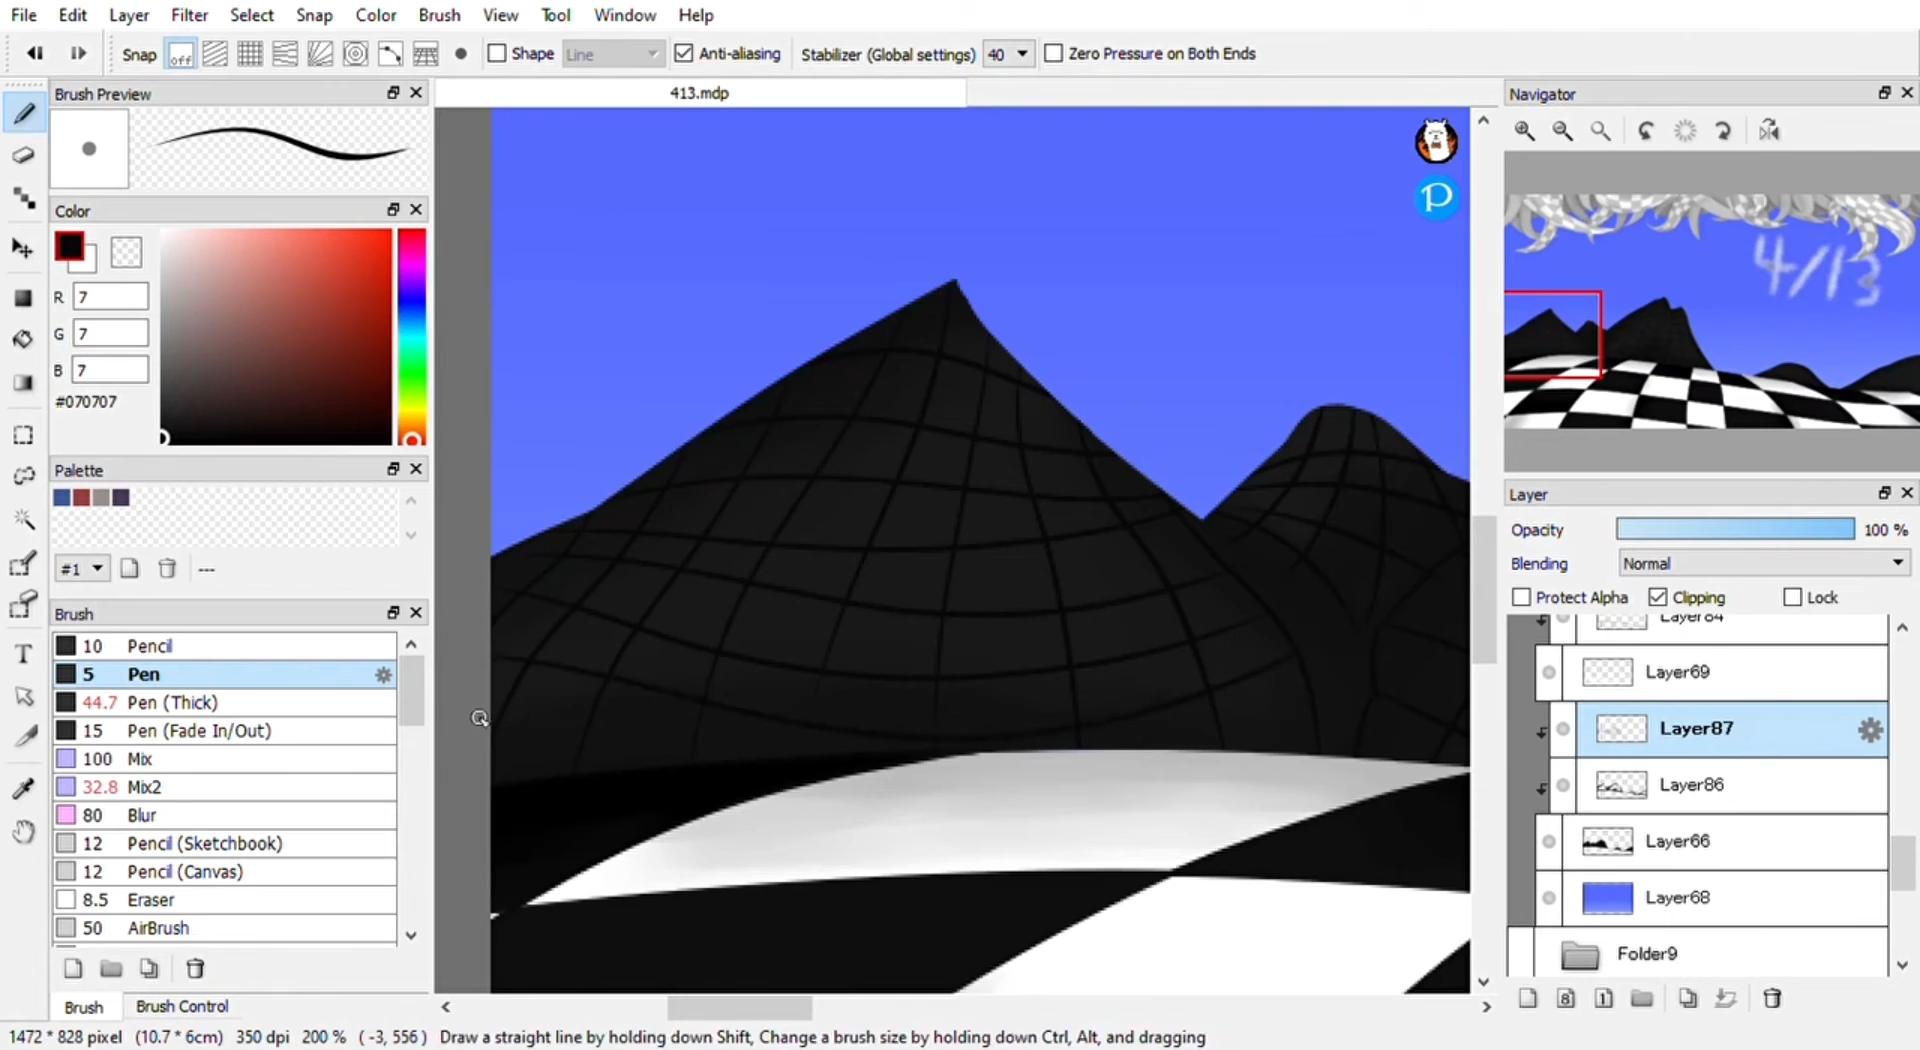 File Edit Layer Filter Select Snap Color Brush View Tool Window Help
Snap off Shape Line Anti-aliasing Stabilizer (Global settings) 40 Zero Pressure on Both Ends
Brush Preview
413.mdp
Navigator
Color
R 7
G 7
B 7
#070707
P
4/13
Palette
#1 ---
Brush
10 Pencil
5 Pen
44.7 Pen (Thick)
15 Pen (Fade In/Out)
100 Mix
32.8 Mix2
80 Blur
12 Pencil (Sketchbook)
12 Pencil (Canvas)
8.5 Eraser
50 AirBrush
Brush Brush Control
Layer
Opacity 100 %
Blending Normal
Protect Alpha Clipping Lock
Layer84
Layer69
Layer87
Layer86
Layer66
Layer68
Folder9
8 1
T
1472 * 828 pixel (10.7 * 6cm) 350 dpi 200 % ( -3, 556 ) Draw a straight line by holding down Shift, Change a brush size by holding down Ctrl, Alt, and dragging